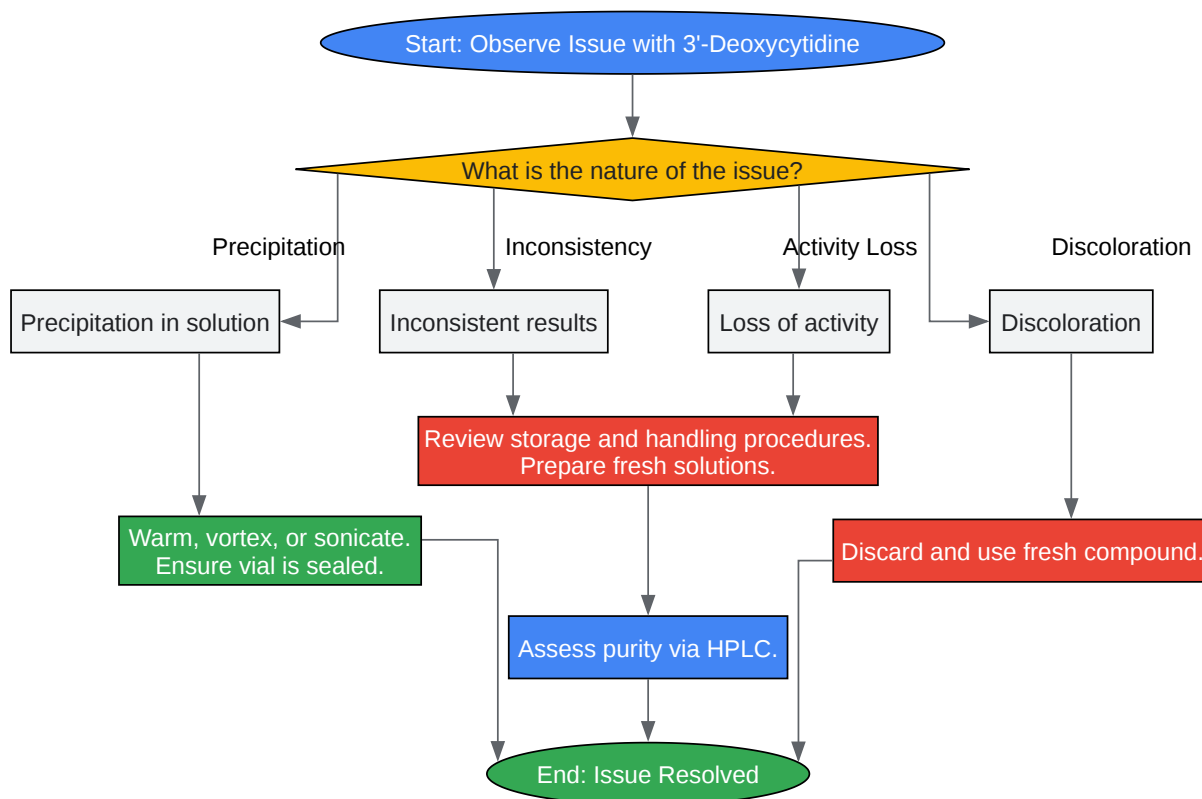 Start: Observe Issue with 3'-Deoxycytidine
What is the nature of the issue?
Precipitation
Inconsistency
Activity Loss
Discoloration
Precipitation in solution
Inconsistent results
Loss of activity
Discoloration
Review storage and handling procedures.
Prepare fresh solutions.
Warm, vortex, or sonicate.
Ensure vial is sealed.
Discard and use fresh compound.
Assess purity via HPLC.
End: Issue Resolved